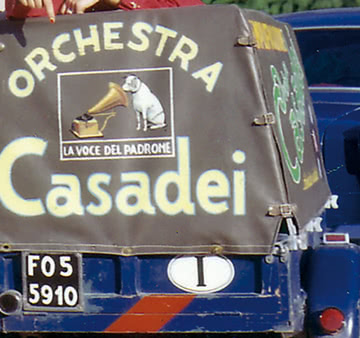 ORCHESTRA
LA VOCE DEL PADRONE
Casadei
FO5
5910
I